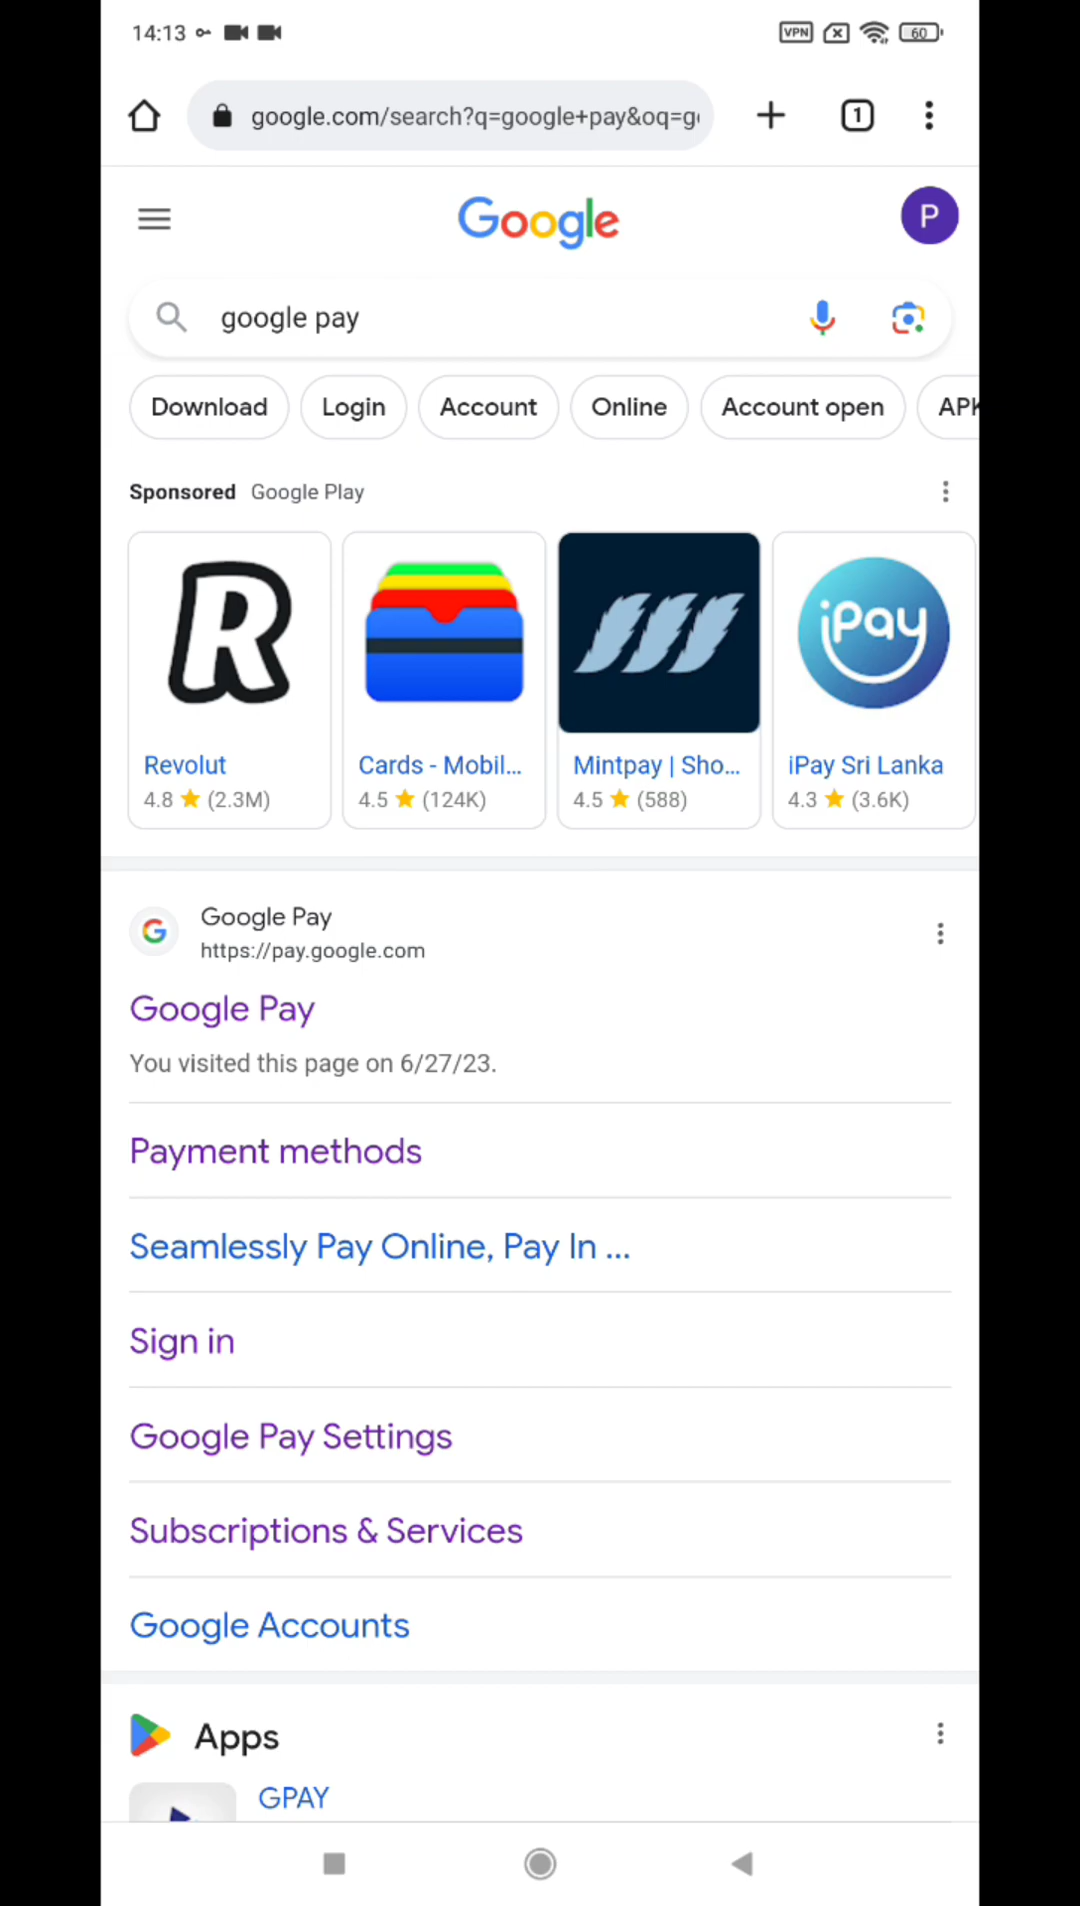 14:13
VPN
60
google.com/search?q=google+pay&oq=g
1
Google
P
google pay
Download
Login
Account
Online
Account open
APK
Sponsored Google Play
R
iPay
Revolut
4.8 ★ (2.3M)
Cards - Mobil...
4.5 ★ (124K)
Mintpay | Sho...
4.5 ★ (588)
iPay Sri Lanka
4.3 ★ (3.6K)
G
Google Pay
https://pay.google.com
Google Pay
You visited this page on 6/27/23.
Payment methods
Seamlessly Pay Online, Pay In ...
Sign in
Google Pay Settings
Subscriptions & Services
Google Accounts
Apps
GPAY